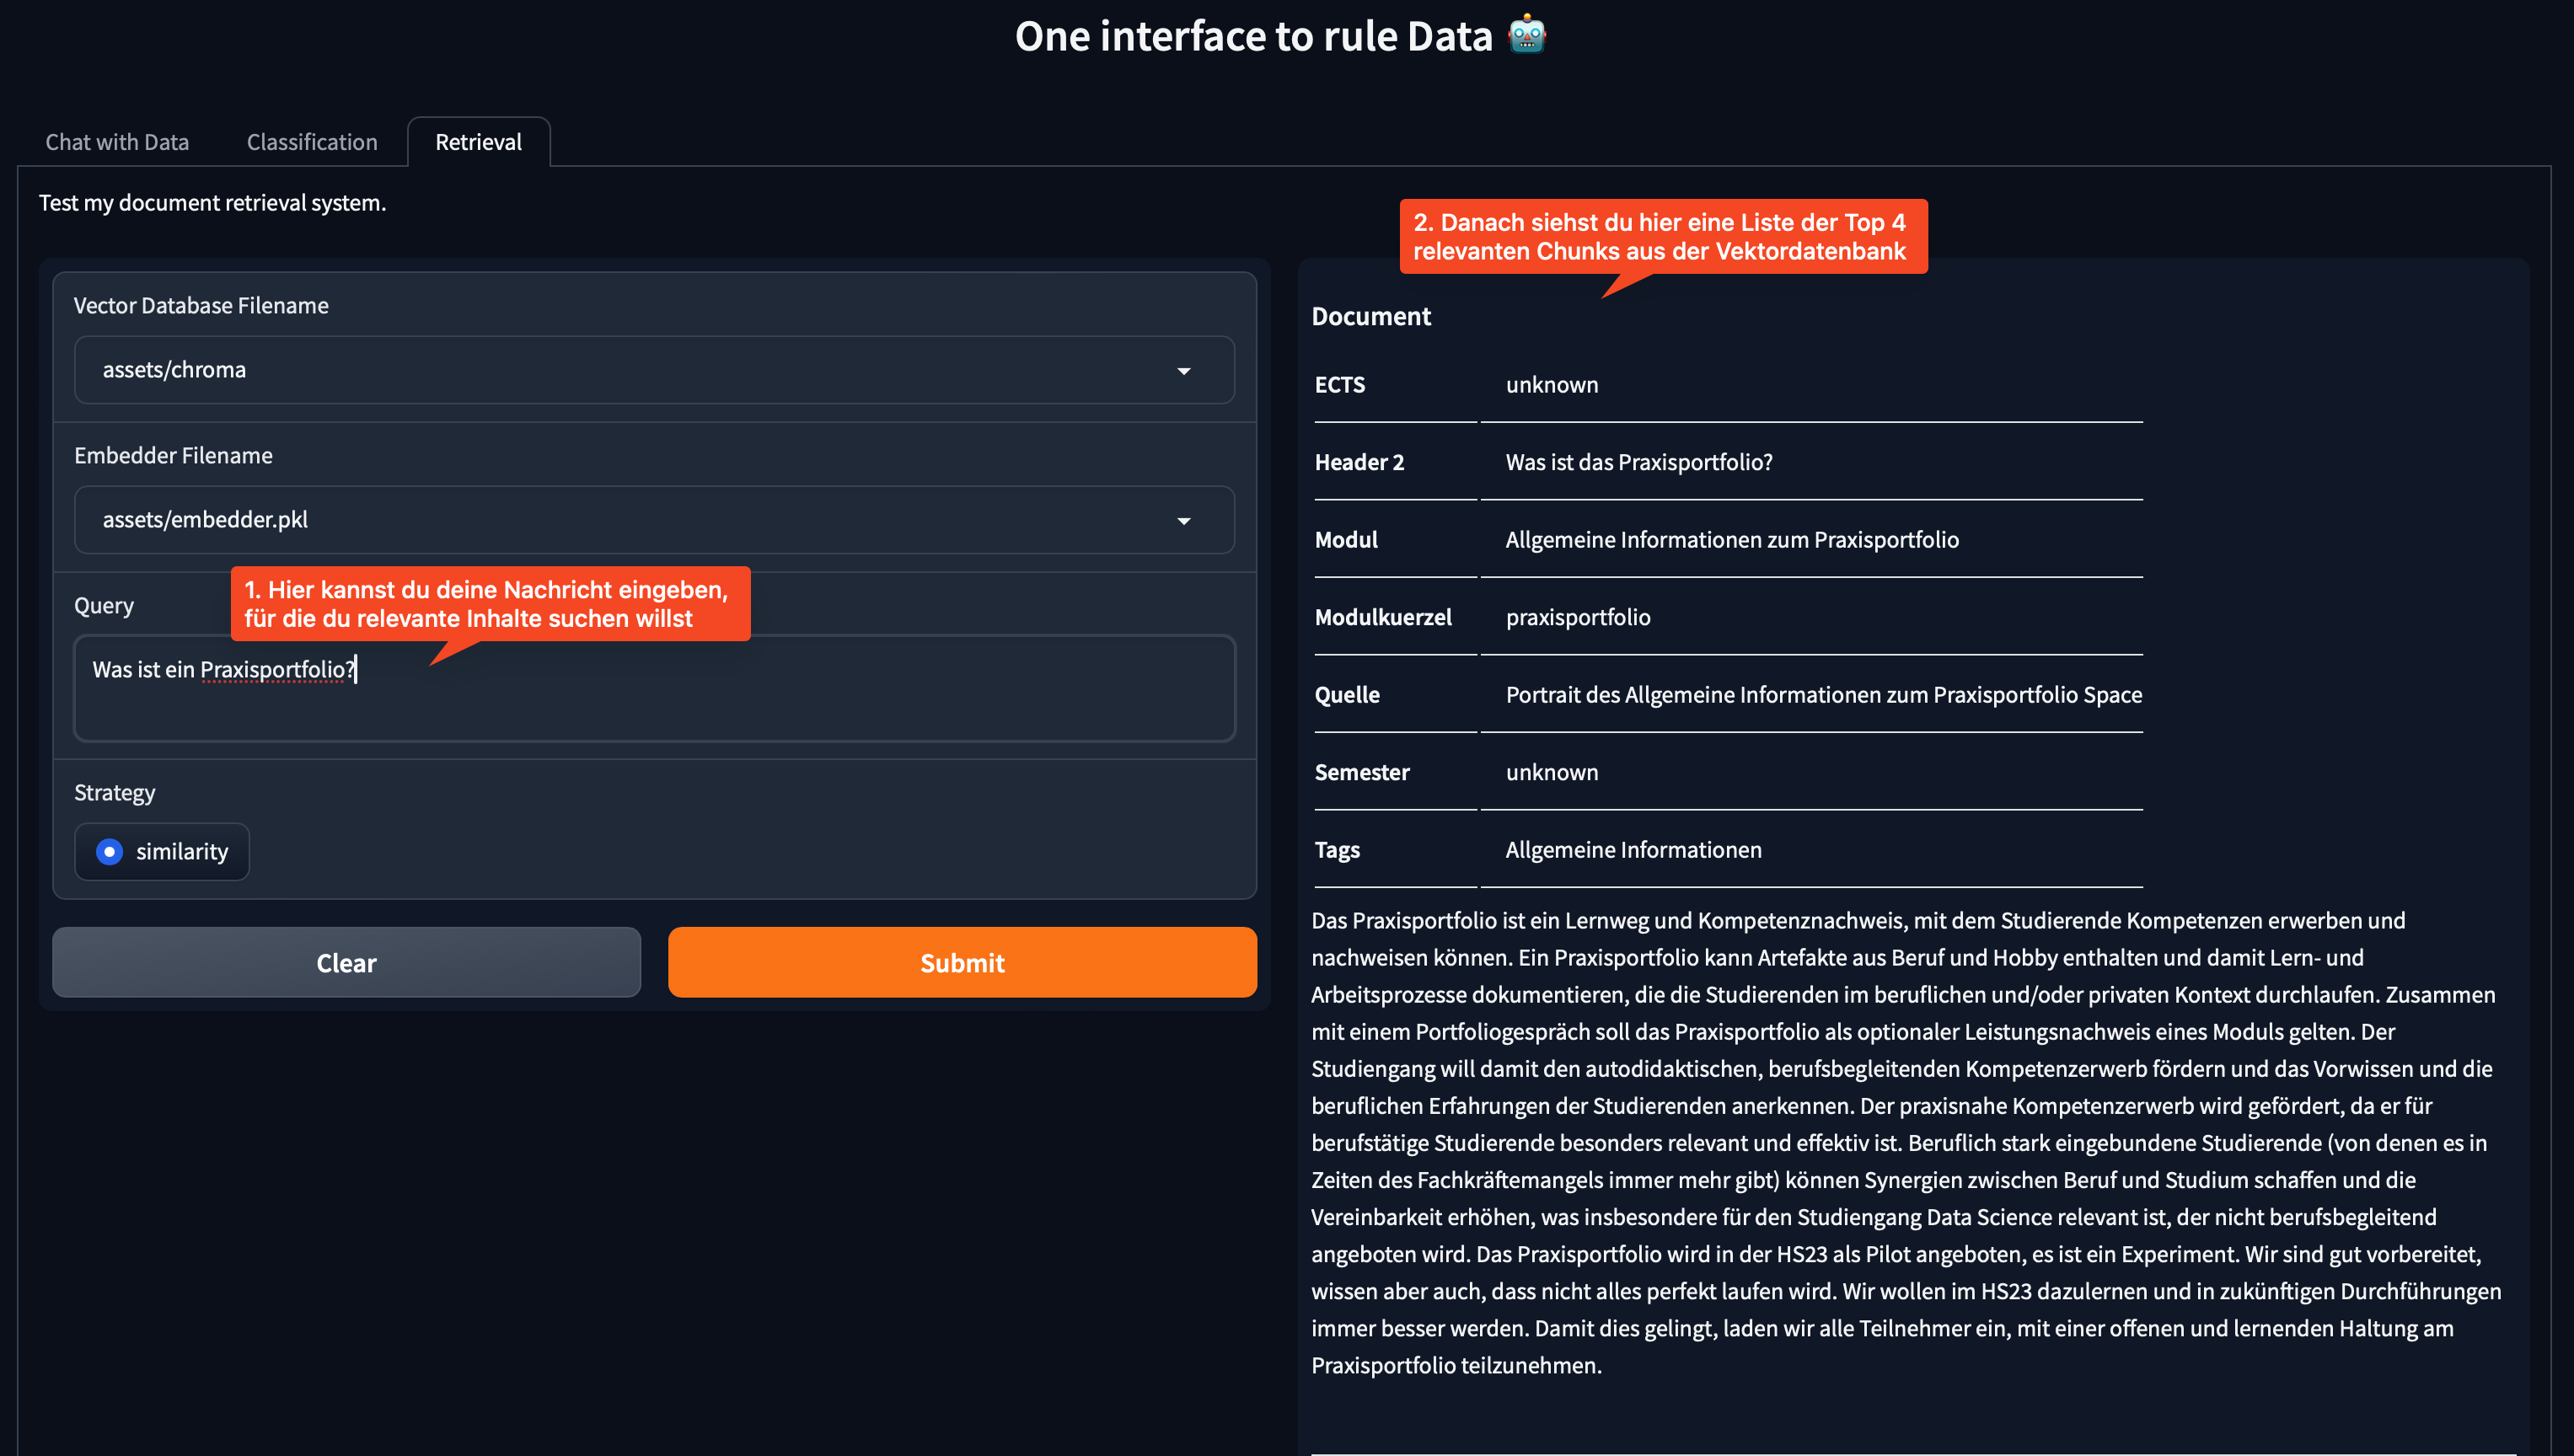 One interface to rule Data 🤖
Chat with Data
Classification
Retrieval
Test my document retrieval system.
Vector Database Filename
assets/chroma
Embedder Filename
assets/embedder.pkl
1. Hier kannst du deine Nachricht eingeben,
für die du relevante Inhalte suchen willst
Query
Was ist ein Praxisportfolio?
Strategy
similarity
Clear
Submit
2. Danach siehst du hier eine Liste der Top 4
relevanten Chunks aus der Vektordatenbank
Document
ECTS unknown
Header 2 Was ist das Praxisportfolio?
Modul Allgemeine Informationen zum Praxisportfolio
Modulkuerzel praxisportfolio
Quelle Portrait des Allgemeine Informationen zum Praxisportfolio Space
Semester unknown
Tags Allgemeine Informationen
Das Praxisportfolio ist ein Lernweg und Kompetenznachweis, mit dem Studierende Kompetenzen erwerben und
nachweisen können. Ein Praxisportfolio kann Artefakte aus Beruf und Hobby enthalten und damit Lern- und
Arbeitsprozesse dokumentieren, die die Studierenden im beruflichen und/oder privaten Kontext durchlaufen. Zusammen
mit einem Portfoliogespräch soll das Praxisportfolio als optionaler Leistungsnachweis eines Moduls gelten. Der
Studiengang will damit den autodidaktischen, berufsbegleitenden Kompetenzerwerb fördern und das Vorwissen und die
beruflichen Erfahrungen der Studierenden anerkennen. Der praxisnahe Kompetenzerwerb wird gefördert, da er für
berufstätige Studierende besonders relevant und effektiv ist. Beruflich stark eingebundene Studierende (von denen es in
Zeiten des Fachkräftemangels immer mehr gibt) können Synergien zwischen Beruf und Studium schaffen und die
Vereinbarkeit erhöhen, was insbesondere für den Studiengang Data Science relevant ist, der nicht berufsbegleitend
angeboten wird. Das Praxisportfolio wird in der HS23 als Pilot angeboten, es ist ein Experiment. Wir sind gut vorbereitet,
wissen aber auch, dass nicht alles perfekt laufen wird. Wir wollen im HS23 dazulernen und in zukünftigen Durchführungen
immer besser werden. Damit dies gelingt, laden wir alle Teilnehmer ein, mit einer offenen und lernenden Haltung am
Praxisportfolio teilzunehmen.